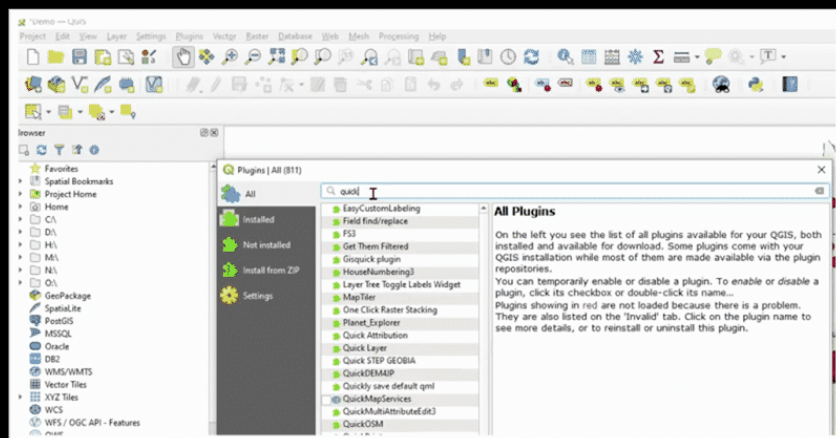 *Demo — QGIS
Project Edit View Layer Settings Plugins Vector Raster Database Web Mesh Processing Help
Browser
Favorites
Spatial Bookmarks
Project Home
Home
C:\
D:\
H:\
M:\
N:\
O:\
GeoPackage
SpatiaLite
PostGIS
MSSQL
Oracle
DB2
WMS/WMTS
Vector Tiles
XYZ Tiles
WCS
WFS / OGC API - Features
Plugins | All (811)
All
Installed
Not installed
Install from ZIP
Settings
quick
EasyCustomLabeling
Field find/replace
FS3
Get Them Filtered
Gisquick plugin
HouseNumbering3
Layer Tree Toggle Labels Widget
MapTiler
One Click Raster Stacking
Planet_Explorer
Quick Attribution
Quick Layer
Quick STEP GEOBIA
QuickDEM4JP
Quickly save default qml
QuickMapServices
QuickMultiAttributeEdit3
QuickOSM
All Plugins
On the left you see the list of all plugins available for your QGIS, both
installed and available for download. Some plugins come with your
QGIS installation while most of them are made available via the plugin
repositories.
You can temporarily enable or disable a plugin. To enable or disable a
plugin, click its checkbox or double-click its name...
Plugins showing in red are not loaded because there is a problem.
They are also listed on the 'Invalid' tab. Click on the plugin name to
see more details, or to reinstall or uninstall this plugin.